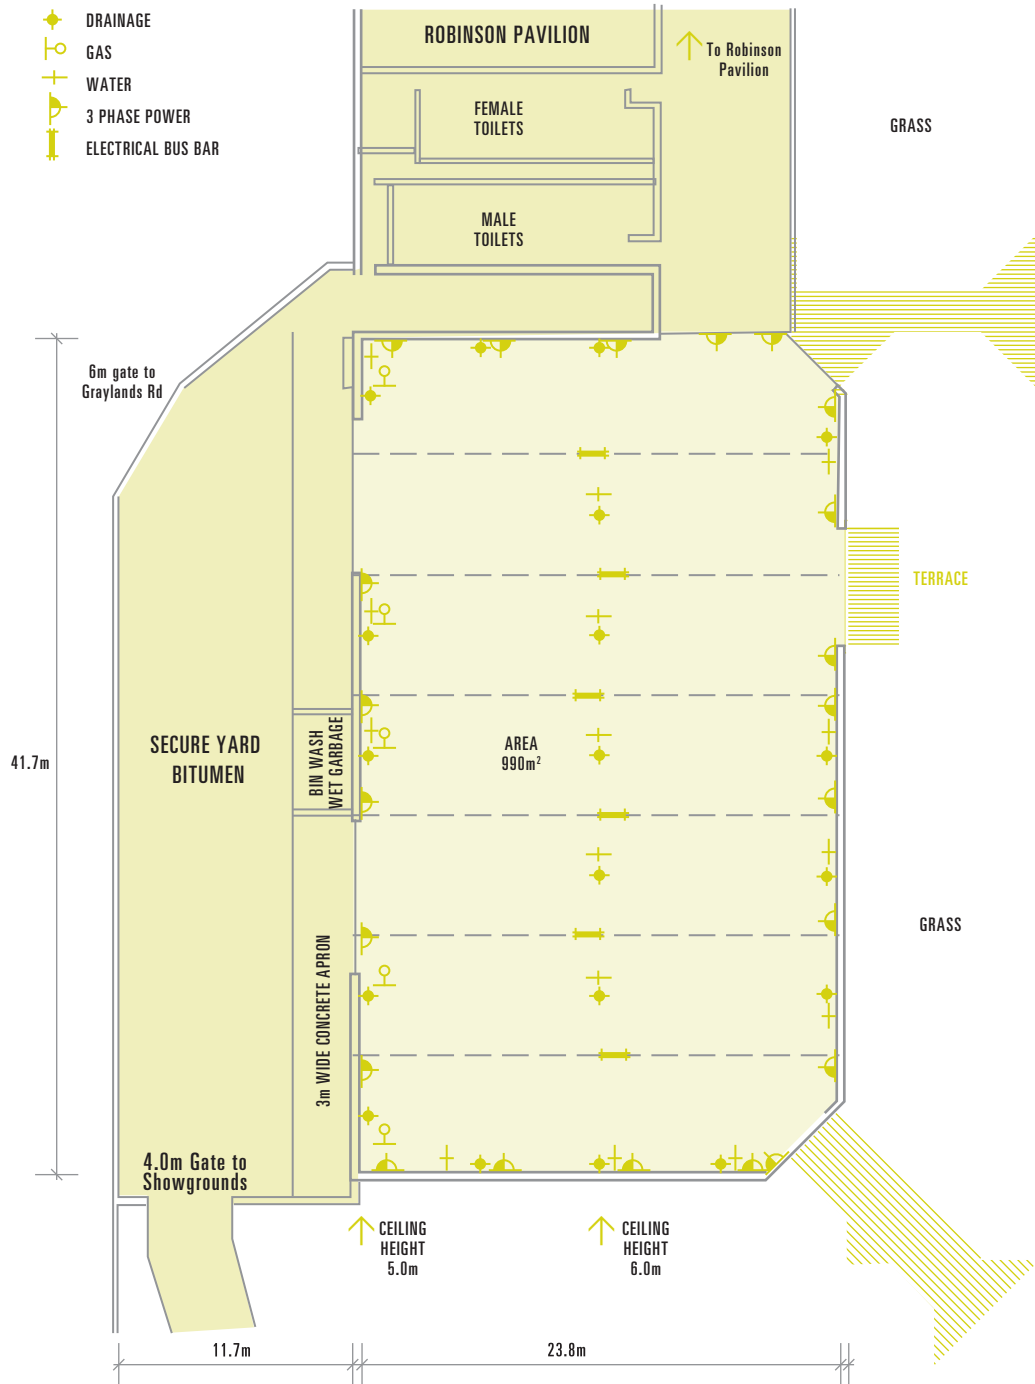 DRAINAGE
GAS
WATER
3 PHASE POWER
ELECTRICAL BUS BAR
ROBINSON PAVILION
To Robinson
Pavilion
FEMALE
TOILETS
GRASS
MALE
TOILETS
6m gate to
Graylands Rd
TERRACE
41.7m
SECURE YARD
BITUMEN
BIN WASH
WET GARBAGE
AREA
990m²
GRASS
3m WIDE CONCRETE APRON
4.0m Gate to
Showgrounds
CEILING
HEIGHT
5.0m
CEILING
HEIGHT
6.0m
11.7m
23.8m